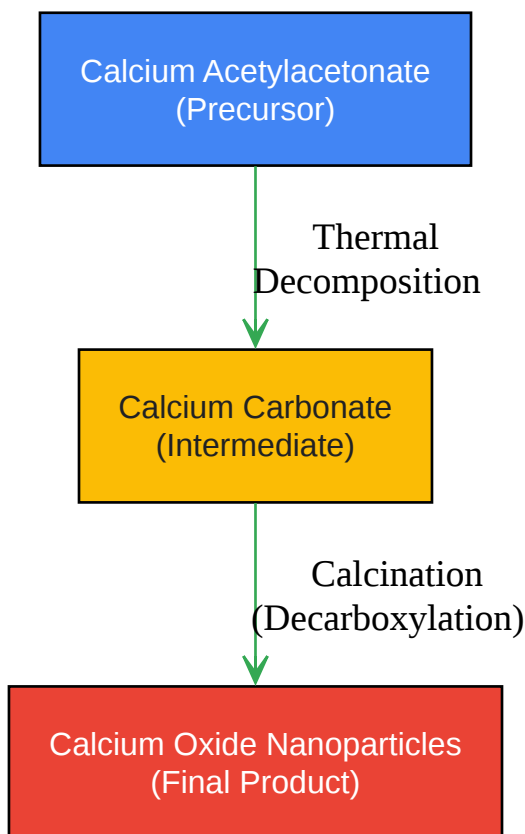 Calcium Acetylacetonate
(Precursor)
Thermal
Decomposition
Calcium Carbonate
(Intermediate)
Calcination
(Decarboxylation)
Calcium Oxide Nanoparticles
(Final Product)